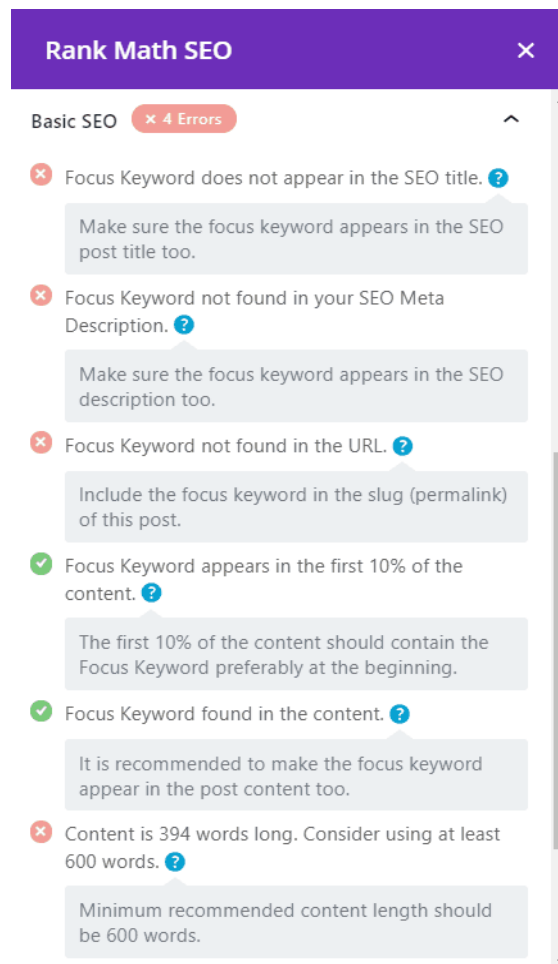 Rank Math SEO ×
Basic SEO × 4 Errors
Focus Keyword does not appear in the SEO title. ?
Make sure the focus keyword appears in the SEO
post title too.
Focus Keyword not found in your SEO Meta
Description. ?
Make sure the focus keyword appears in the SEO
description too.
Focus Keyword not found in the URL. ?
Include the focus keyword in the slug (permalink)
of this post.
Focus Keyword appears in the first 10% of the
content. ?
The first 10% of the content should contain the
Focus Keyword preferably at the beginning.
Focus Keyword found in the content. ?
It is recommended to make the focus keyword
appear in the post content too.
Content is 394 words long. Consider using at least
600 words. ?
Minimum recommended content length should
be 600 words.